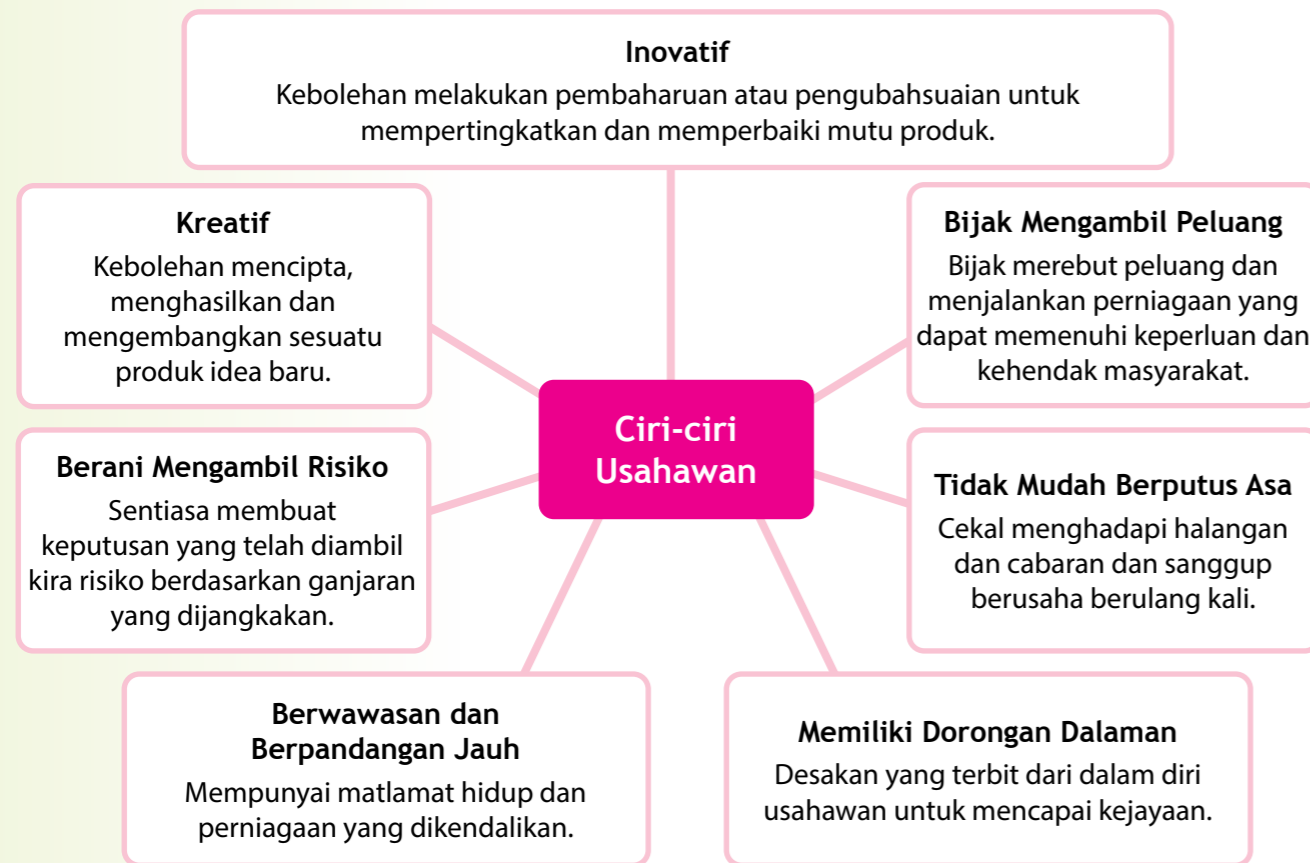 Inovatif
Kebolehan melakukan pembaharuan atau pengubahsuaian untuk
mempertingkatkan dan memperbaiki mutu produk.
Kreatif
Kebolehan mencipta,
menghasilkan dan
mengembangkan sesuatu
produk idea baru.
Bijak Mengambil Peluang
Bijak merebut peluang dan
menjalankan perniagaan yang
dapat memenuhi keperluan dan
kehendak masyarakat.
Ciri-ciri
Usahawan
Berani Mengambil Risiko
Sentiasa membuat
keputusan yang telah diambil
kira risiko berdasarkan ganjaran
yang dijangkakan.
Tidak Mudah Berputus Asa
Cekal menghadapi halangan
dan cabaran dan sanggup
berusaha berulang kali.
Berwawasan dan
Berpandangan Jauh
Mempunyai matlamat hidup dan
perniagaan yang dikendalikan.
Memiliki Dorongan Dalaman
Desakan yang terbit dari dalam diri
usahawan untuk mencapai kejayaan.